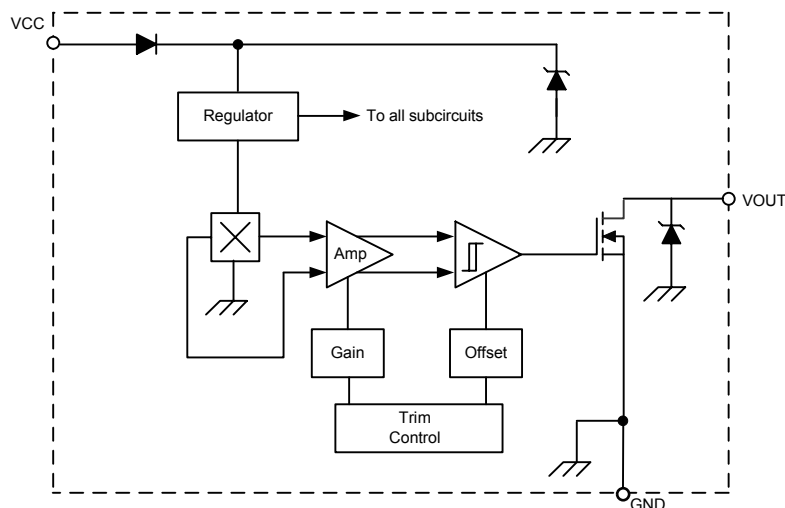 VCC
Regulator
To all subcircuits
VOUT
Amp
Gain
Offset
Trim
Control
GND